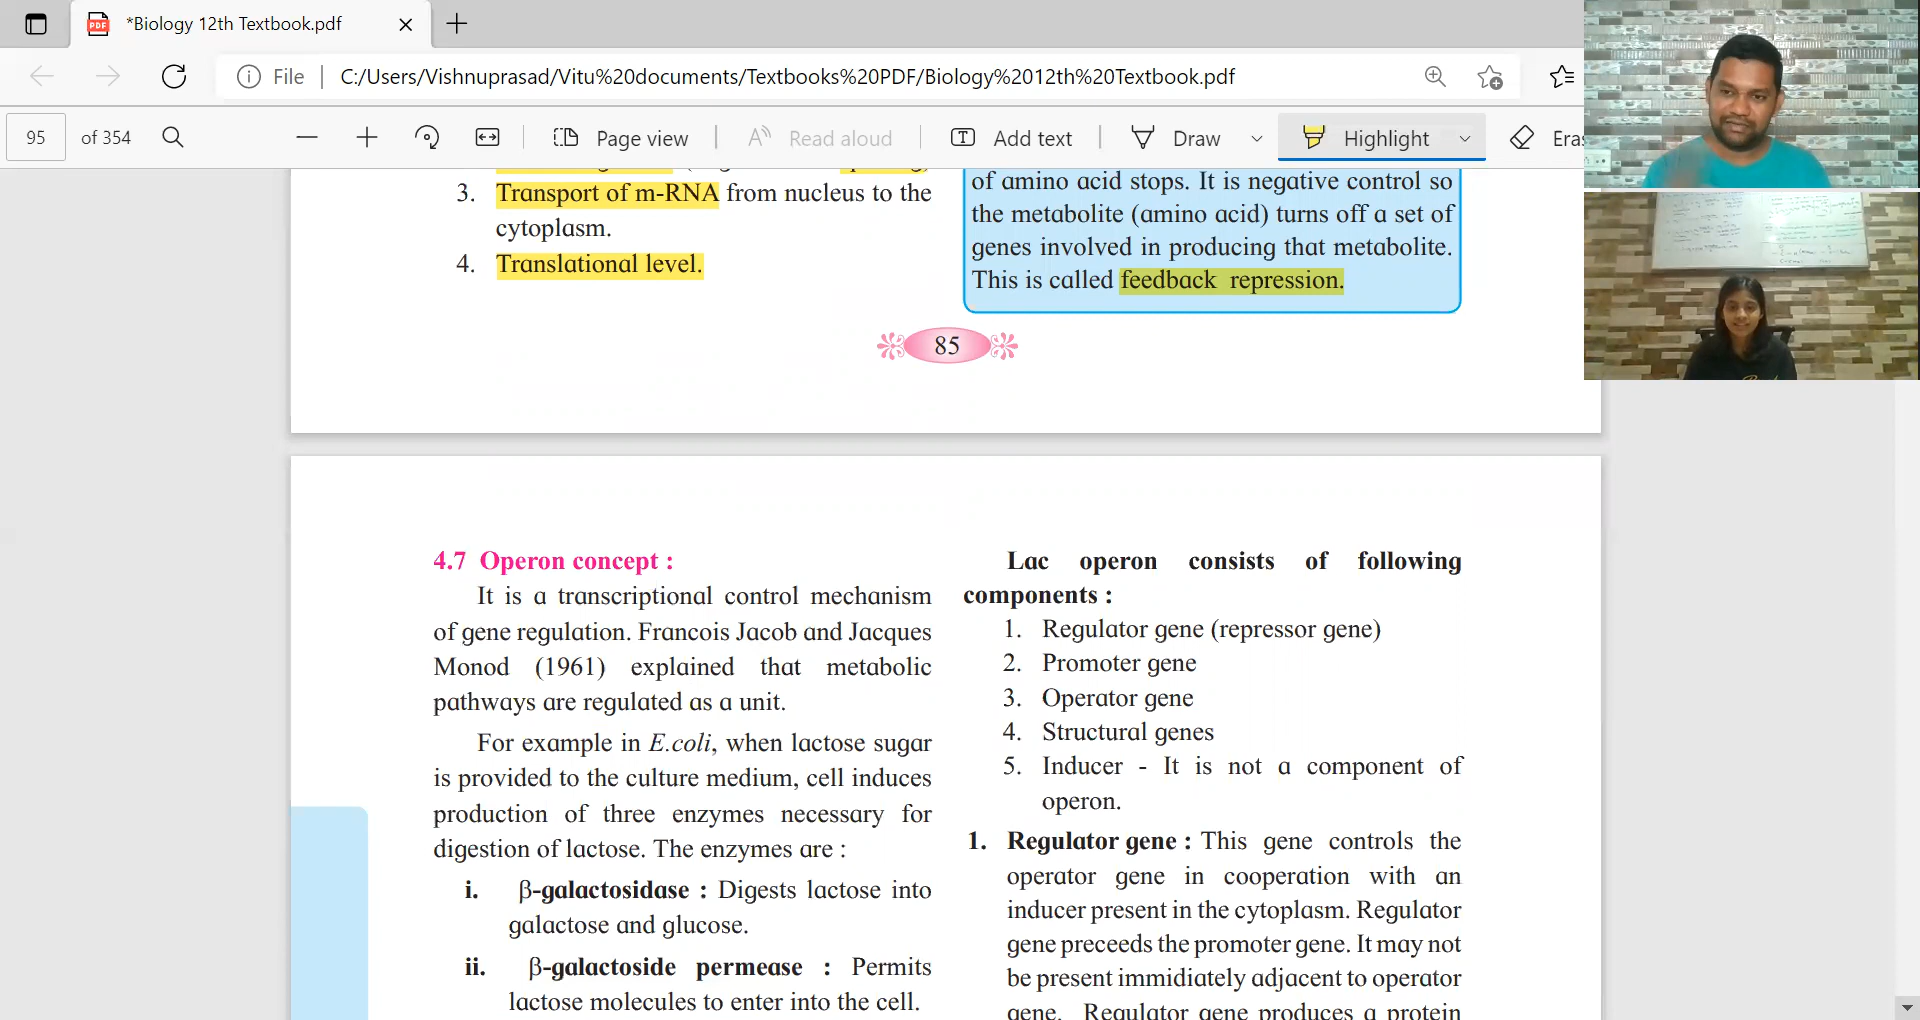 *Biology 12th Textbook.pdf
File
C:/Users/Vishnuprasad/Vitu%20documents/Textbooks%20PDF/Biology%2012th%20Textbook.pdf
95 of 354
Page view
Read aloud
Add text
Draw
Highlight
3. Transport of m-RNA from nucleus to the
cytoplasm.
4. Translational level.
of amino acid stops. It is negative control so
the metabolite (amino acid) turns off a set of
genes involved in producing that metabolite.
This is called feedback repression.
85
4.7 Operon concept :
It is a transcriptional control mechanism
of gene regulation. Francois Jacob and Jacques
Monod (1961) explained that metabolic
pathways are regulated as a unit.
For example in E.coli, when lactose sugar
is provided to the culture medium, cell induces
production of three enzymes necessary for
digestion of lactose. The enzymes are :
i. β-galactosidase : Digests lactose into
galactose and glucose.
ii. β-galactoside permease : Permits
lactose molecules to enter into the cell.
Lac operon consists of following
components :
1. Regulator gene (repressor gene)
2. Promoter gene
3. Operator gene
4. Structural genes
5. Inducer - It is not a component of
operon.
1. Regulator gene : This gene controls the
operator gene in cooperation with an
inducer present in the cytoplasm. Regulator
gene preceeds the promoter gene. It may not
be present immidiately adjacent to operator
gene. Regulator gene produces a protein